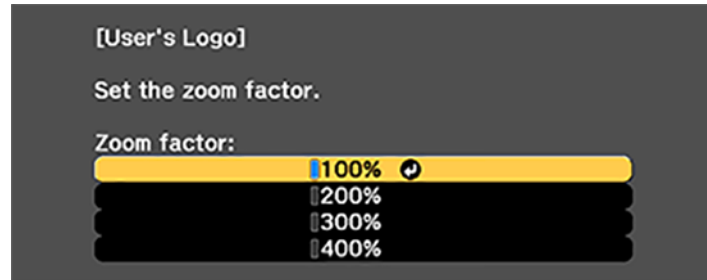 [User's Logo]
Set the zoom factor.
Zoom factor:
100%
200%
300%
400%